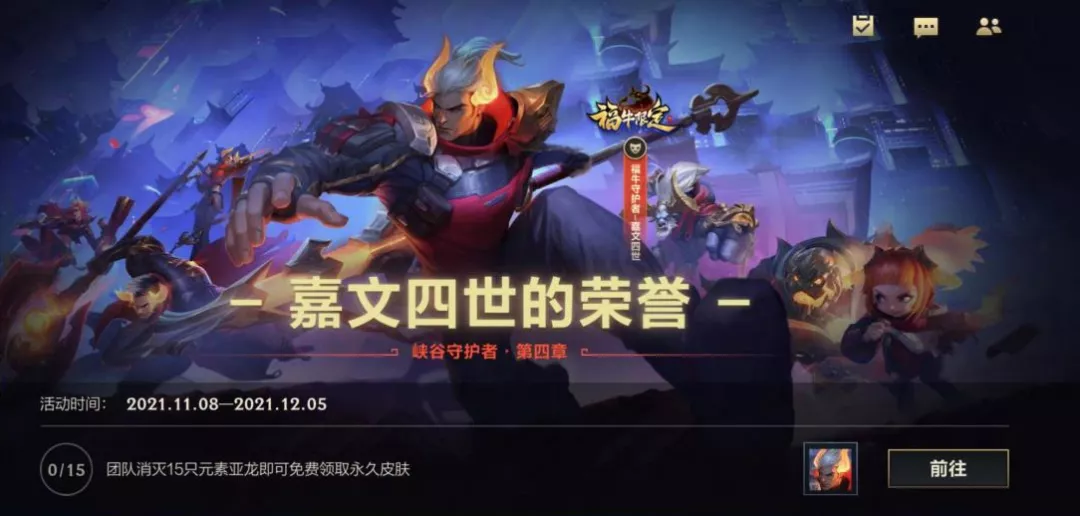 福牛限定
福牛守护者-嘉文四世
嘉文四世的荣誉
峡谷守护者·第四章
活动时间： 2021.11.08—2021.12.05
0/15 团队消灭15只元素亚龙即可免费领取永久皮肤 前往